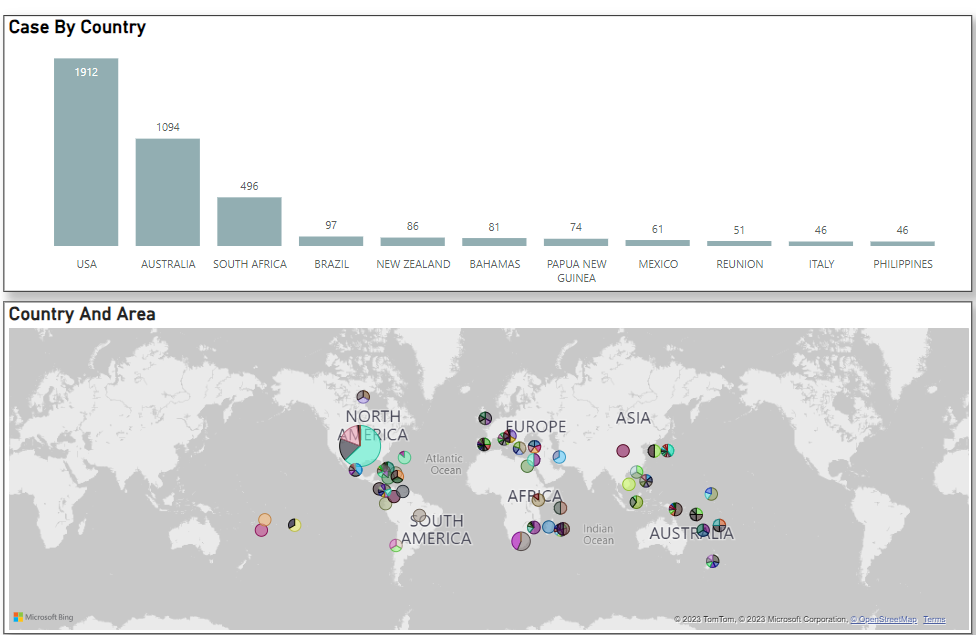 Case By Country
1912
1094
496
97
86
81
74
61
51
46
46
USA
AUSTRALIA
SOUTH AFRICA
BRAZIL
NEW ZEALAND
BAHAMAS
PAPUA NEW
GUINEA
MEXICO
REUNION
ITALY
PHILIPPINES
Country And Area
NORTH
AMERICA
Atlantic
Ocean
EUROPE
ASIA
AFRICA
SOUTH
AMERICA
Indian
Ocean
AUSTRALIA
Microsoft Bing
© 2023 TomTom, © 2023 Microsoft Corporation, © OpenStreetMap Terms